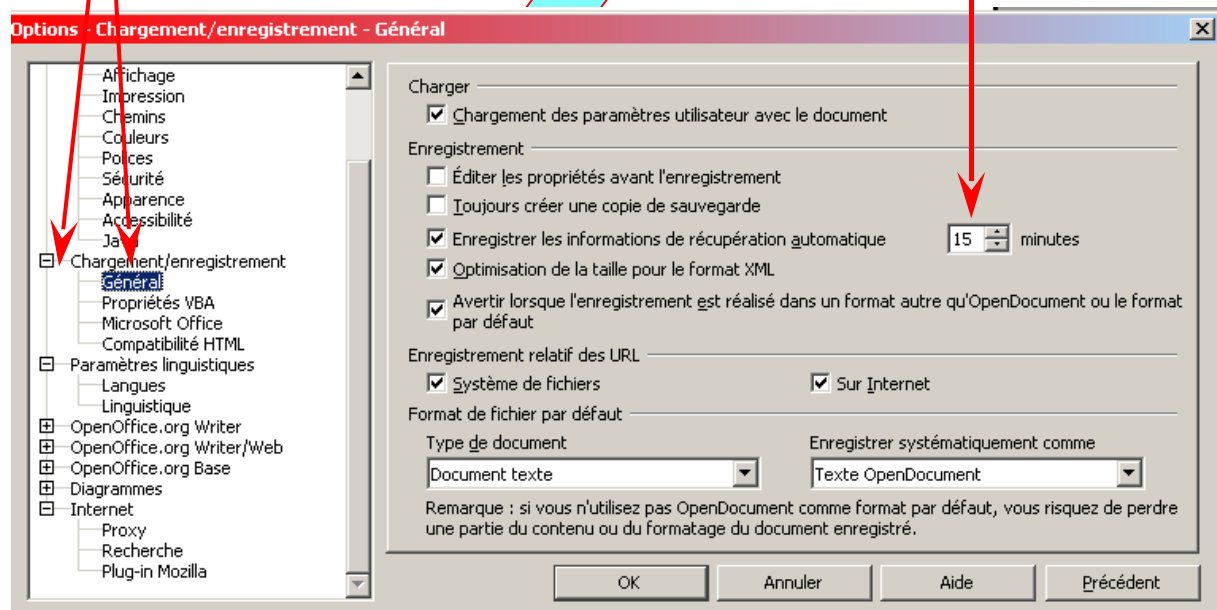 Options - Chargement/enregistrement - Général
Affichage
Impression
Chemins
Couleurs
Polices
Sécurité
Apparence
Accessibilité
Java
Chargement/enregistrement
Général
Propriétés VBA
Microsoft Office
Compatibilité HTML
Paramètres linguistiques
Langues
Linguistique
OpenOffice.org Writer
OpenOffice.org Writer/Web
OpenOffice.org Base
Diagrammes
Internet
Proxy
Recherche
Plug-in Mozilla
Charger
Chargement des paramètres utilisateur avec le document
Enregistrement
Éditer les propriétés avant l'enregistrement
Toujours créer une copie de sauvegarde
Enregistrer les informations de récupération automatique 15 minutes
Optimisation de la taille pour le format XML
Avertir lorsque l'enregistrement est réalisé dans un format autre qu'OpenDocument ou le format
par défaut
Enregistrement relatif des URL
Système de fichiers Sur Internet
Format de fichier par défaut
Type de document Enregistrer systématiquement comme
Document texte Texte OpenDocument
Remarque : si vous n'utilisez pas OpenDocument comme format par défaut, vous risquez de perdre
une partie du contenu ou du formatage du document enregistré.
OK Annuler Aide Précédent